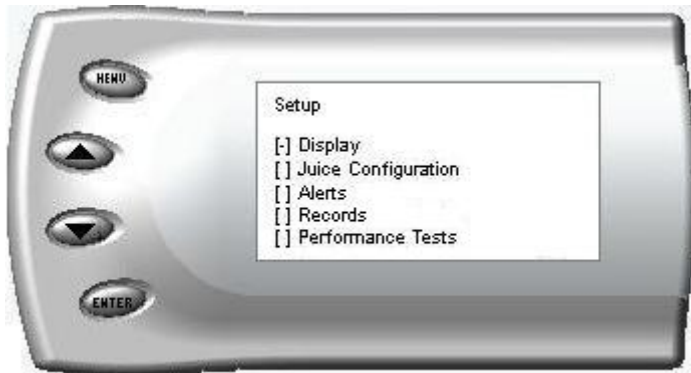 MENU
Setup
[-] Display
[ ] Juice Configuration
[ ] Alerts
[ ] Records
[ ] Performance Tests
ENTER